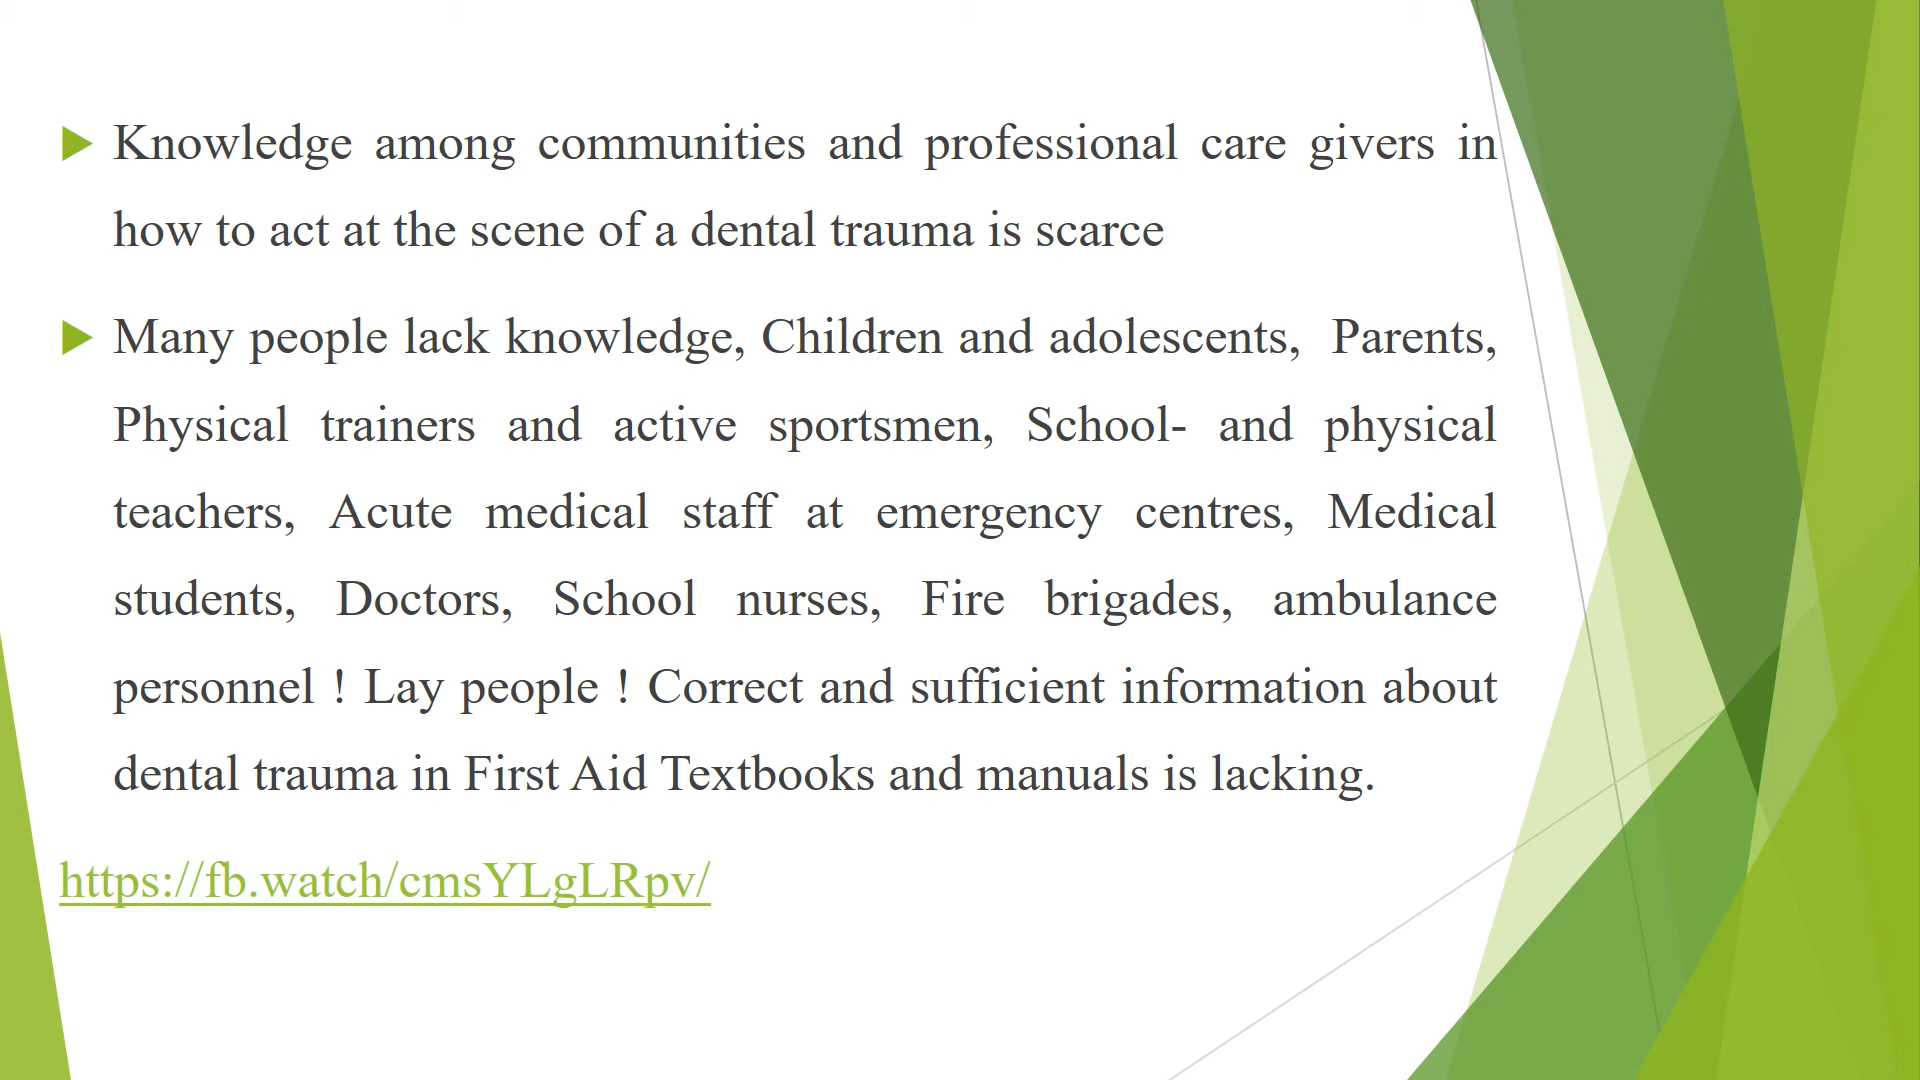 Knowledge among communities and professional care givers in
how to act at the scene of a dental trauma is scarce
Many people lack knowledge, Children and adolescents, Parents,
Physical trainers and active sportsmen, School- and physical
teachers, Acute medical staff at emergency centres, Medical
students, Doctors, School nurses, Fire brigades, ambulance
personnel ! Lay people ! Correct and sufficient information about
dental trauma in First Aid Textbooks and manuals is lacking.
https://fb.watch/cmsYLgLRpv/